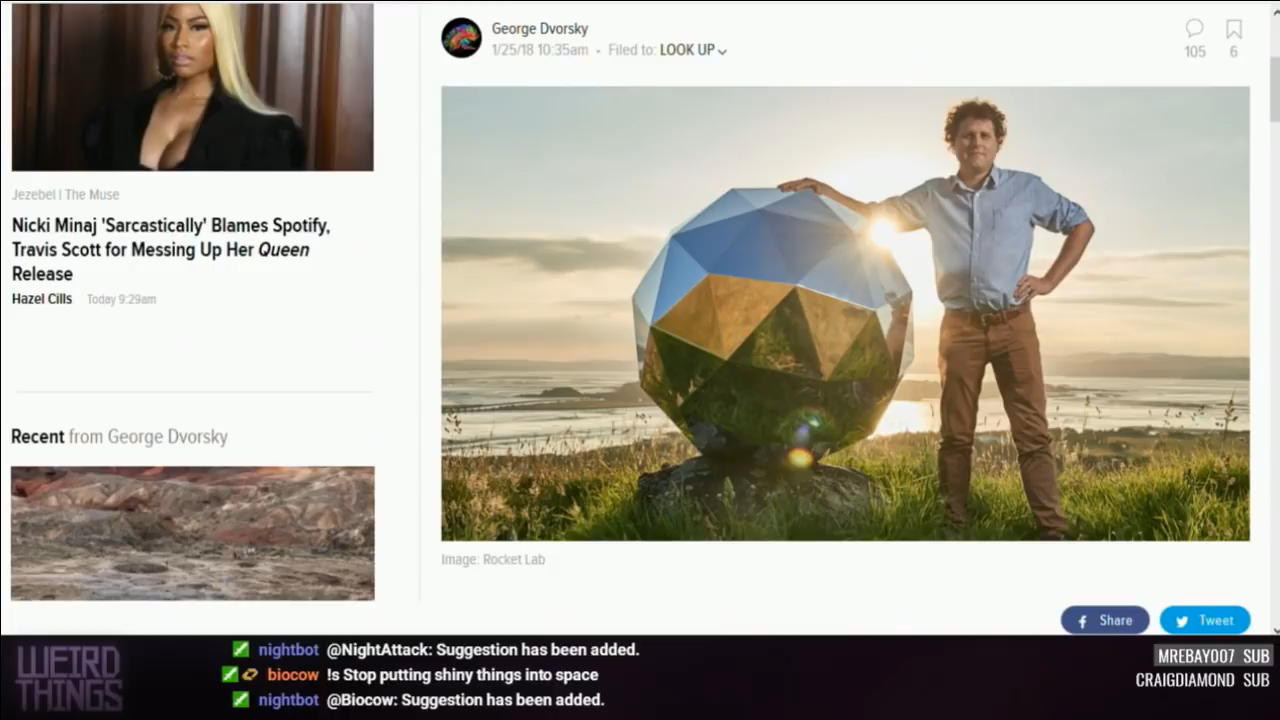 George Dvorsky
1/25/18 10:35am • Filed to: LOOK UP
105
6
Jezebel | The Muse
Nicki Minaj 'Sarcastically' Blames Spotify,
Travis Scott for Messing Up Her Queen
Release
Hazel Cills Today 9:29am
Recent from George Dvorsky
Image: Rocket Lab
Share
Tweet
WEIRD
THINGS
nightbot @NightAttack: Suggestion has been added.
biocow !s Stop putting shiny things into space
nightbot @Biocow: Suggestion has been added.
MREBAY007 SUB
CRAIGDIAMOND SUB